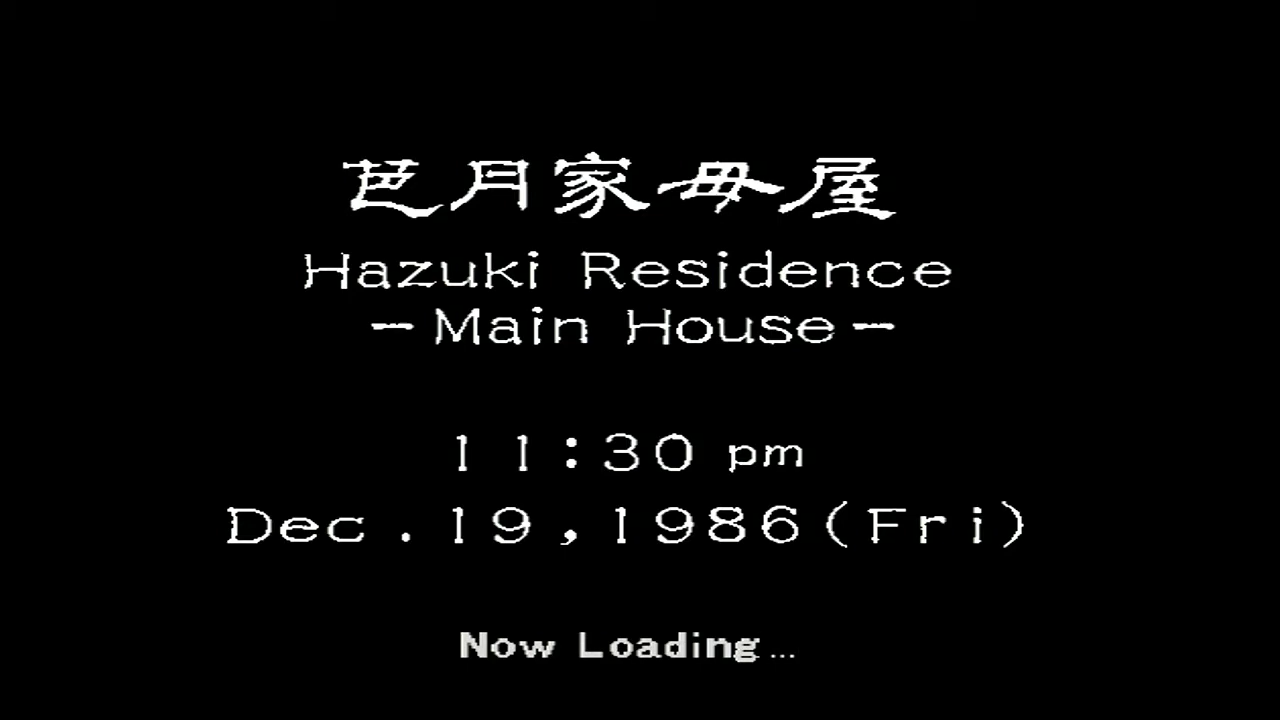 芭月家母屋
Hazuki Residence
-Main House-
11:30 pm
Dec.19,1986(Fri)
Now Loading...